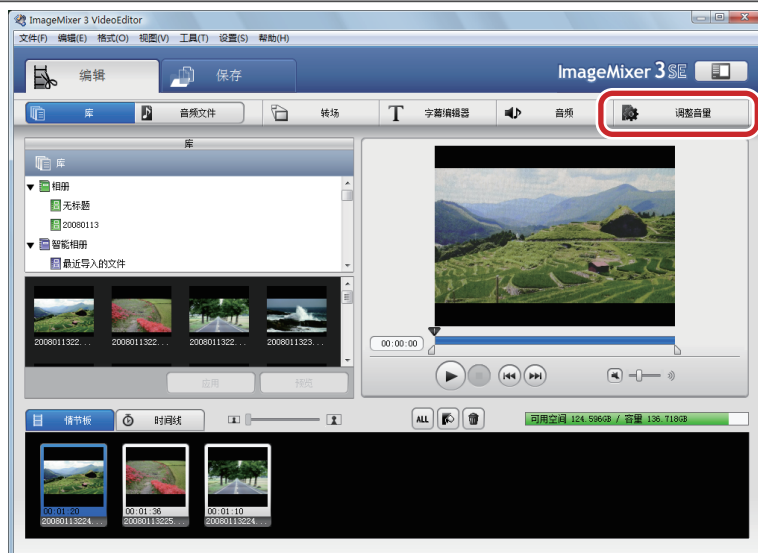 ImageMixer 3 VideoEditor
文件(F) 编辑(E) 格式(O) 视图(V) 工具(T) 设置(S) 帮助(H)
编辑 保存 ImageMixer 3 SE
库 音频文件 转场 T 字幕编辑器 音频 调整音量
库
库
相册
无标题
20080113
智能相册
最近导入的文件
2008011322... 2008011322... 2008011322... 200801132З...
应用 预览
00:00:00
情节板 时间线 ALL 可用空间 124.596GB / 容量 136.718GB
00:01:20 00:01:36 00:01:10
20080113224... 20080113225... 20080113224...